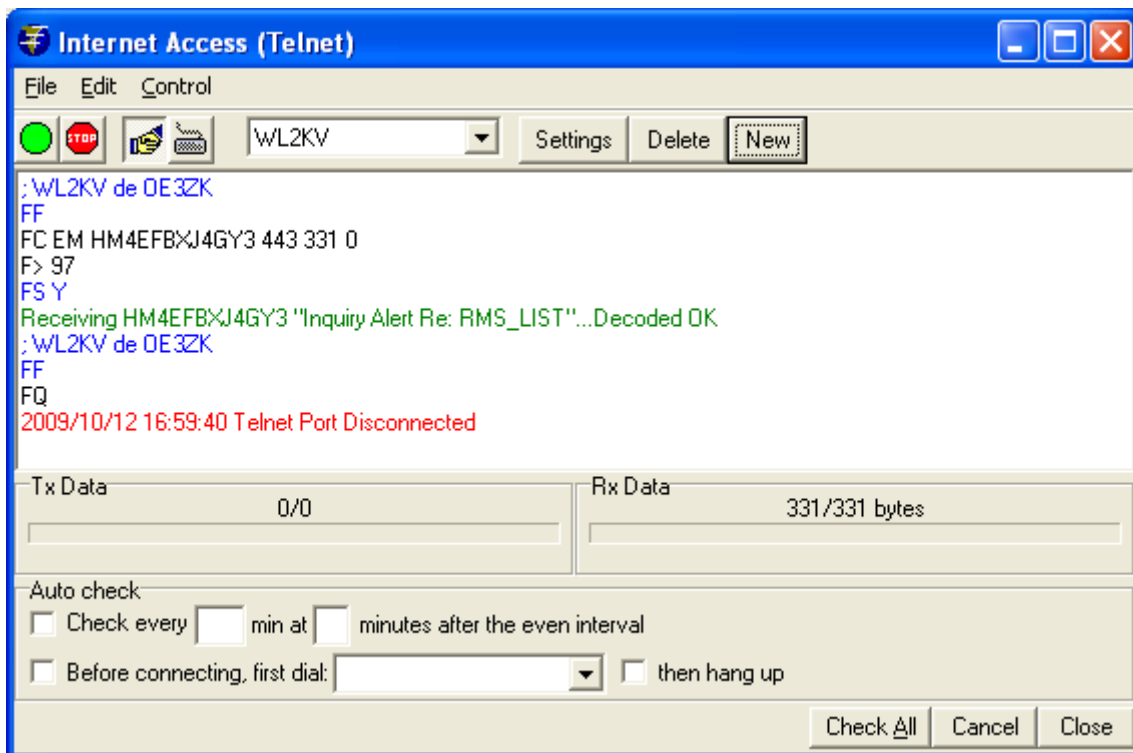 Internet Access (Telnet)
File Edit Control
STOP WL2KV Settings Delete New
; WL2KV de OE3ZK
FF
FC EM HM4EFBXJ4GY3 443 331 0
F> 97
FS Y
Receiving HM4EFBXJ4GY3 "Inquiry Alert Re: RMS_LIST"...Decoded OK
; WL2KV de OE3ZK
FF
FQ
2009/10/12 16:59:40 Telnet Port Disconnected
Tx Data Rx Data
0/0 331/331 bytes
Auto check
Check every min at minutes after the even interval
Before connecting, first dial: then hang up
Check All Cancel Close